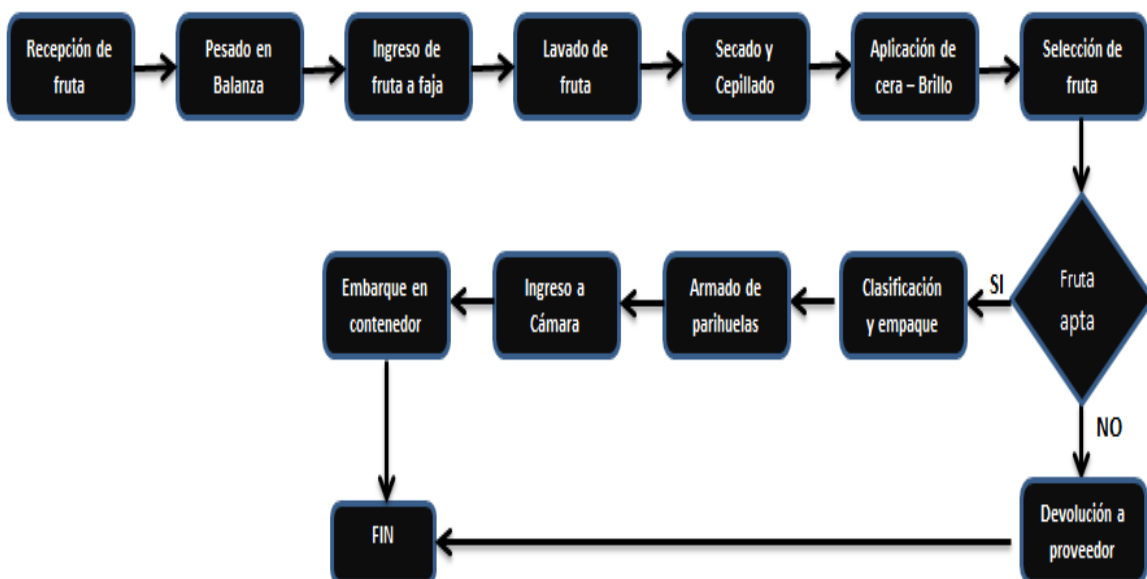 Recepción de
fruta
Pesado en
Balanza
Ingreso de
fruta a faja
Lavado de
fruta
Secado y
Cepillado
Aplicación de
cera – Brillo
Selección de
fruta
Fruta
apta
SI
Clasificación
y empaque
Armado de
parihuelas
Ingreso a
Cámara
Embarque en
contenedor
NO
Devolución a
proveedor
FIN